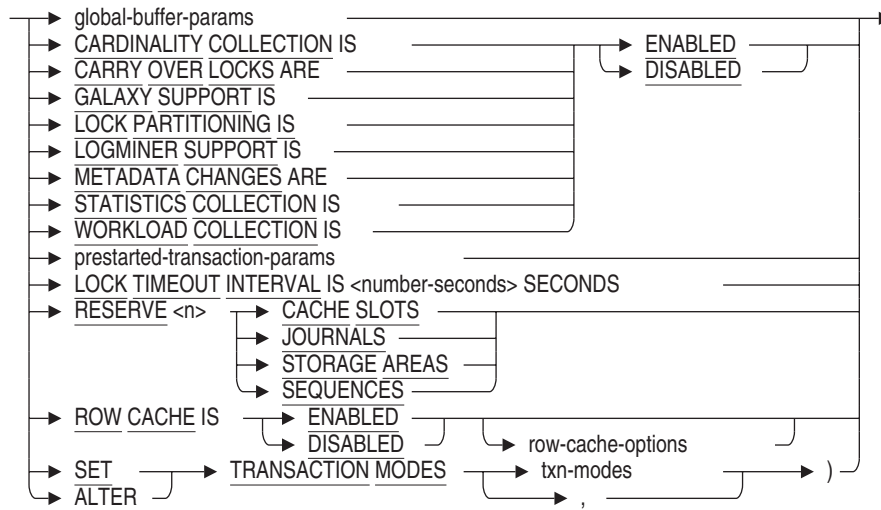 global-buffer-params
CARDINALITY COLLECTION IS ENABLED
CARRY OVER LOCKS ARE DISABLED
GALAXY SUPPORT IS
LOCK PARTITIONING IS
LOGMINER SUPPORT IS
METADATA CHANGES ARE
STATISTICS COLLECTION IS
WORKLOAD COLLECTION IS
prestarted-transaction-params
LOCK TIMEOUT INTERVAL IS <number-seconds> SECONDS
RESERVE <n> CACHE SLOTS
JOURNALS
STORAGE AREAS
SEQUENCES
ROW CACHE IS ENABLED
DISABLED row-cache-options
SET TRANSACTION MODES txn-modes )
ALTER ,